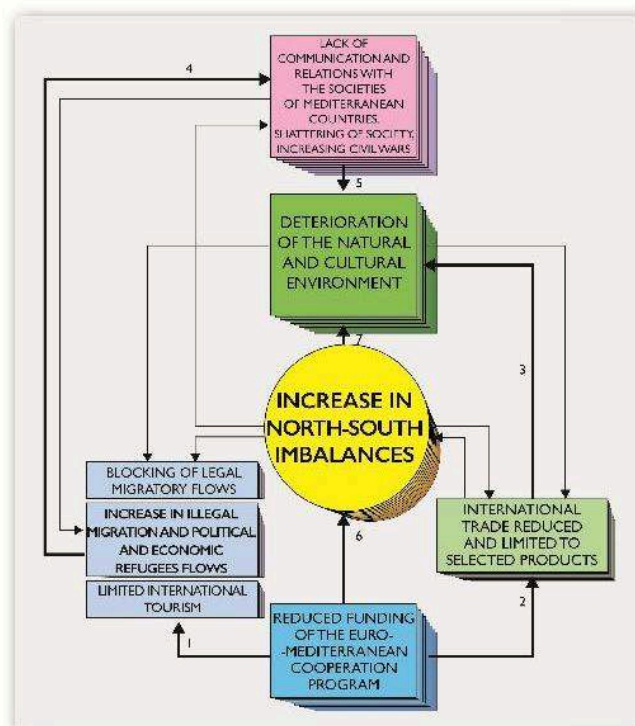 LACK OF
COMMUNICATION AND
RELATIONS WITH
THE SOCIETIES
OF MEDITERRANEAN
COUNTRIES.
SHATTERING OF SOCIETY,
INCREASING CIVIL WARS
4
5
DETERIORATION
OF THE NATURAL
AND CULTURAL
ENVIRONMENT
7
3
INCREASE IN
NORTH-SOUTH
IMBALANCES
BLOCKING OF LEGAL
MIGRATORY FLOWS
INCREASE IN ILLEGAL
MIGRATION AND POLITICAL
AND ECONOMIC
REFUGEES FLOWS
LIMITED INTERNATIONAL
TOURISM
INTERNATIONAL
TRADE REDUCED
AND LIMITED TO
SELECTED PRODUCTS
6
1
2
REDUCED FUNDING
OF THE EURO-
-MEDITERRANEAN
COOPERATION
PROGRAM